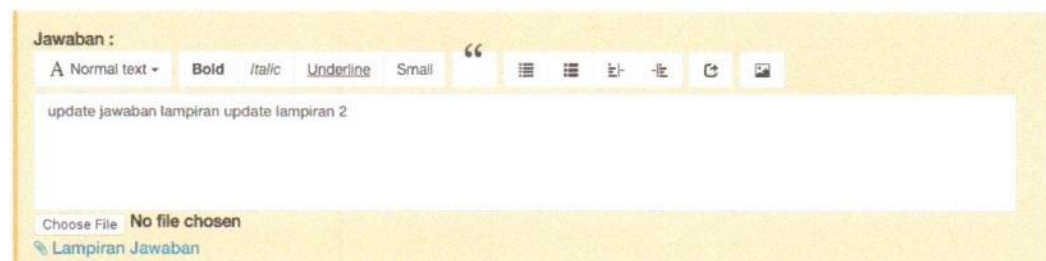 Jawaban :
A Normal text Bold Italic Underline Small “
update jawaban lampiran update lampiran 2
Choose File No file chosen
Lampiran Jawaban